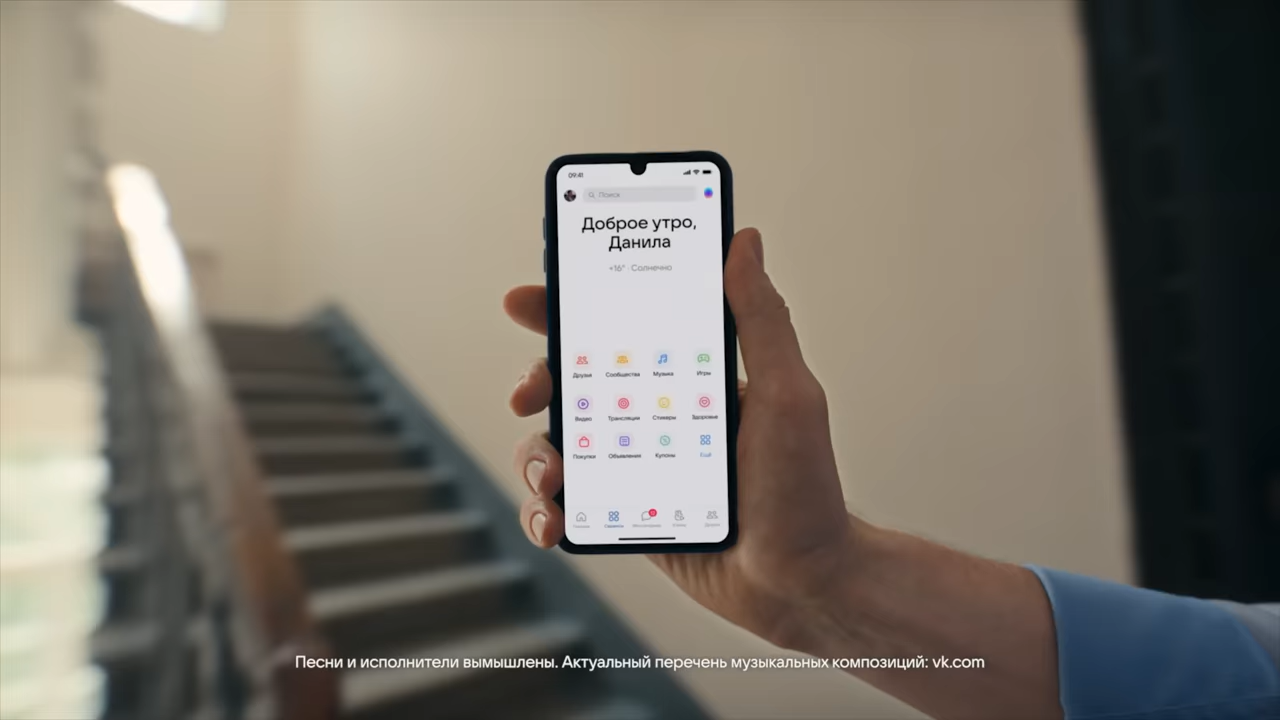 09:41
Поиск
Доброе утро,
Данила
+16° · Солнечно
Друзья Сообщества Музыка Игры
Видео Трансляции Стикеры Здоровье
Покупки Объявления Купоны Ещё
Песни и исполнители вымышлены. Актуальный перечень музыкальных композиций: vk.com